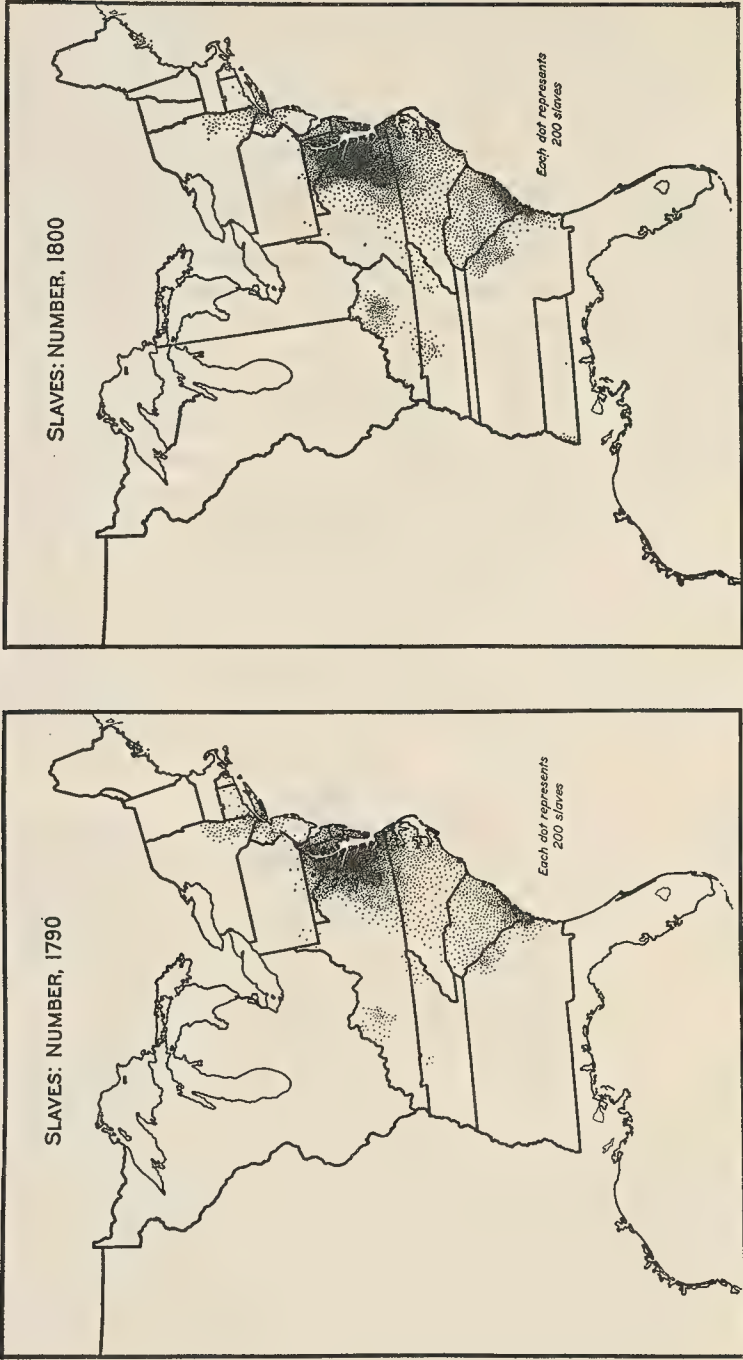 SLAVES: NUMBER, 1790
Each dot represents
200 slaves
SLAVES: NUMBER, 1800
Each dot represents
200 slaves